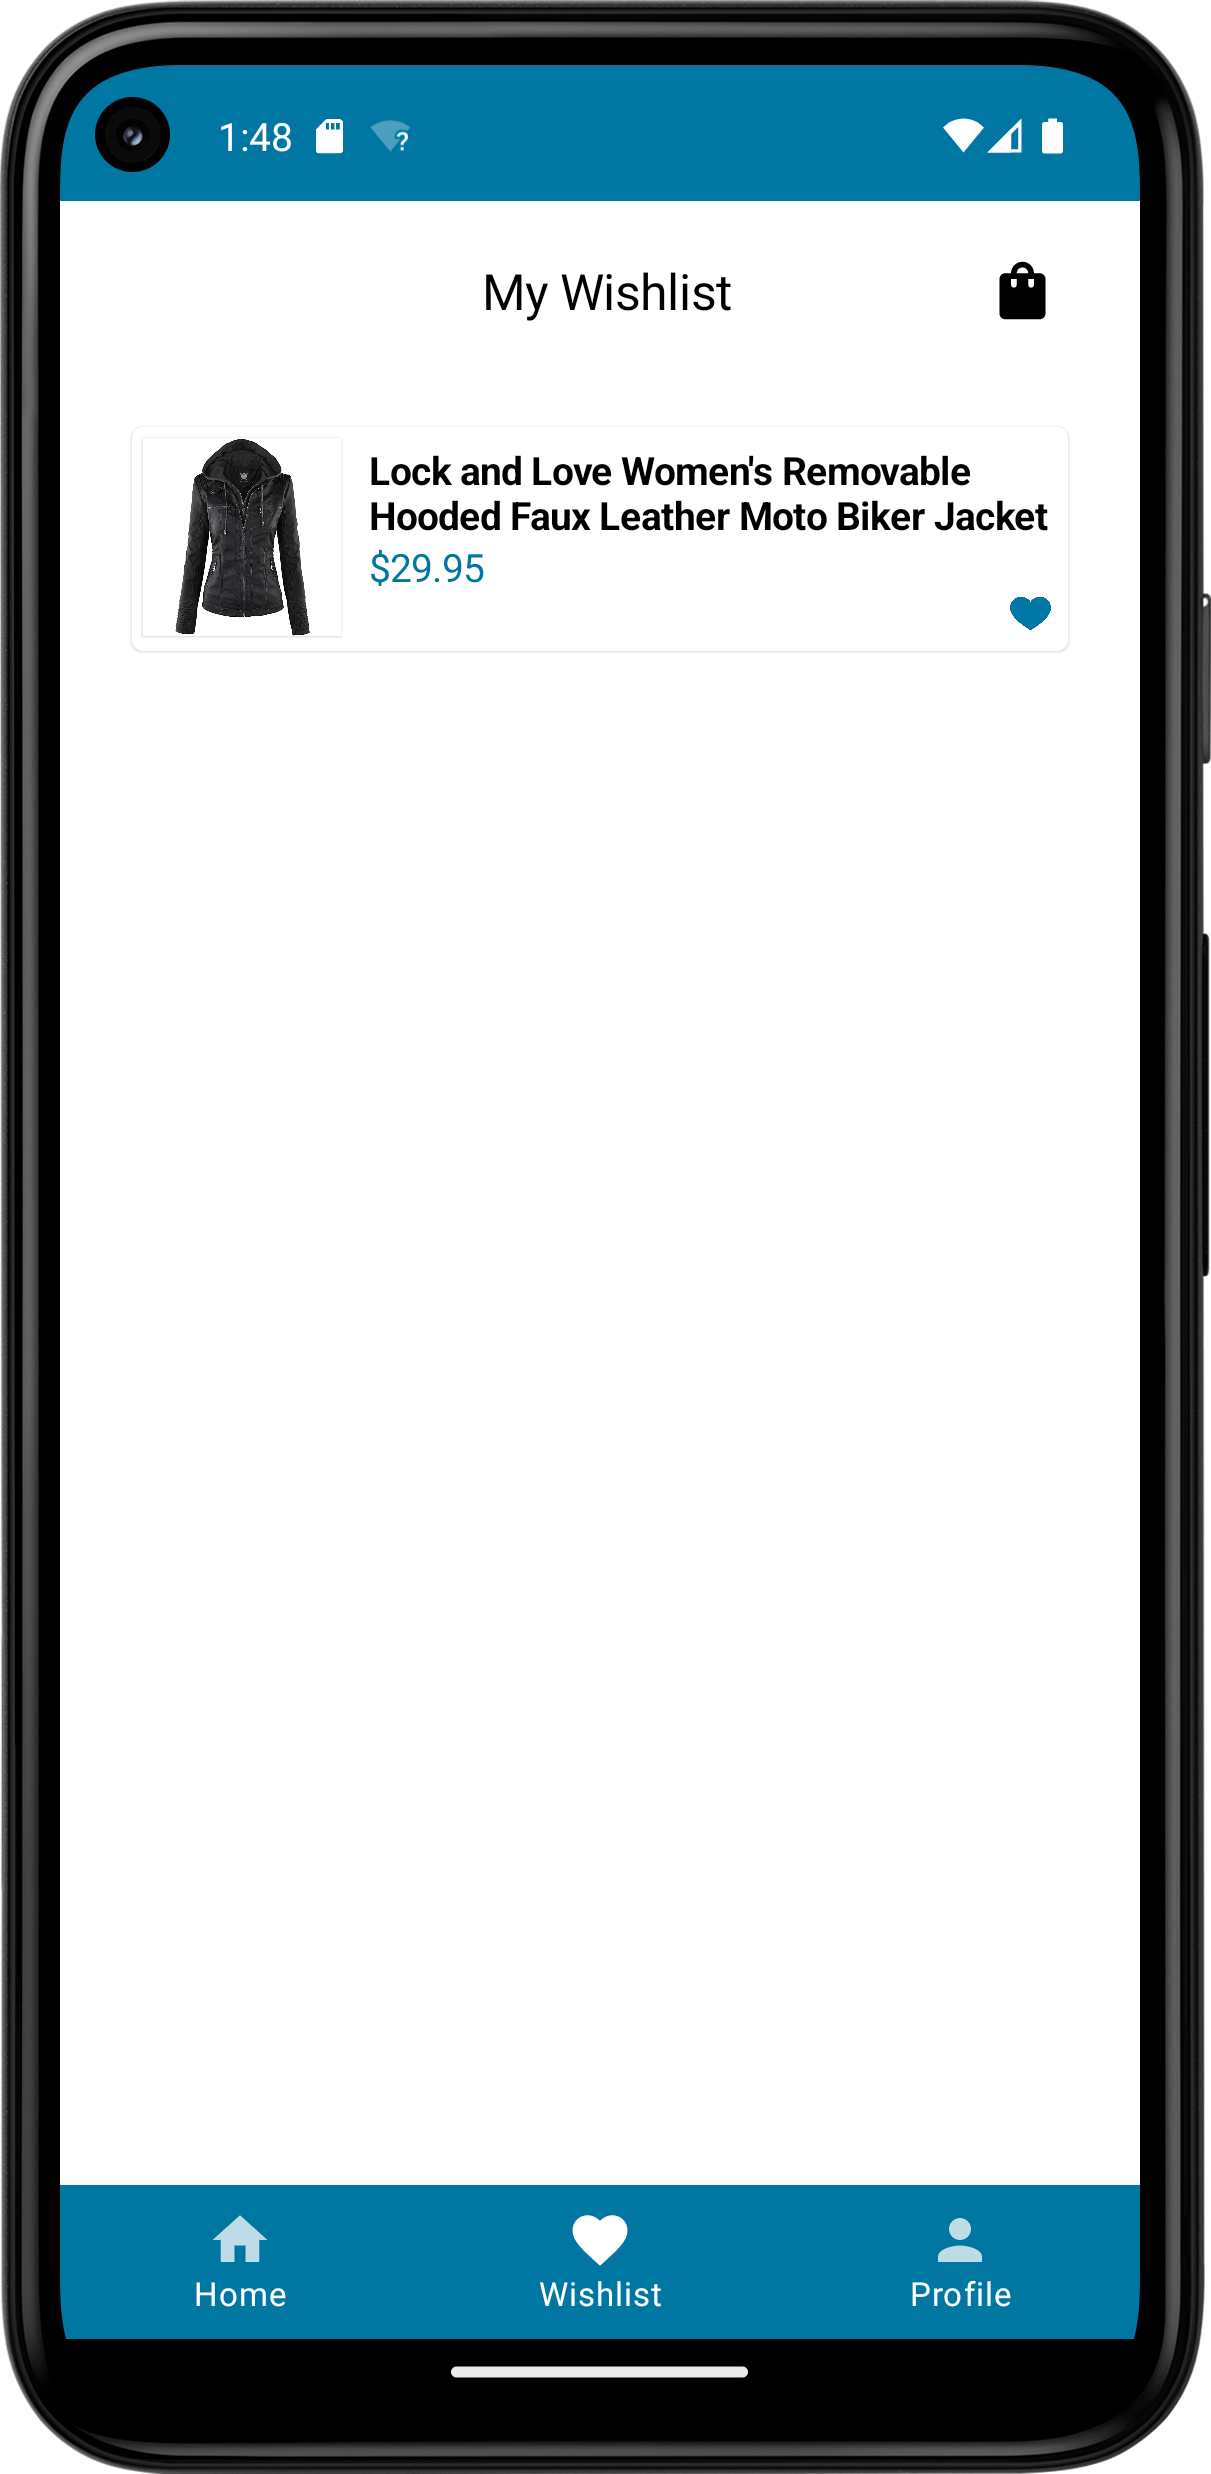 1:48
My Wishlist
Lock and Love Women's Removable
Hooded Faux Leather Moto Biker Jacket
$29.95
Home
Wishlist
Profile